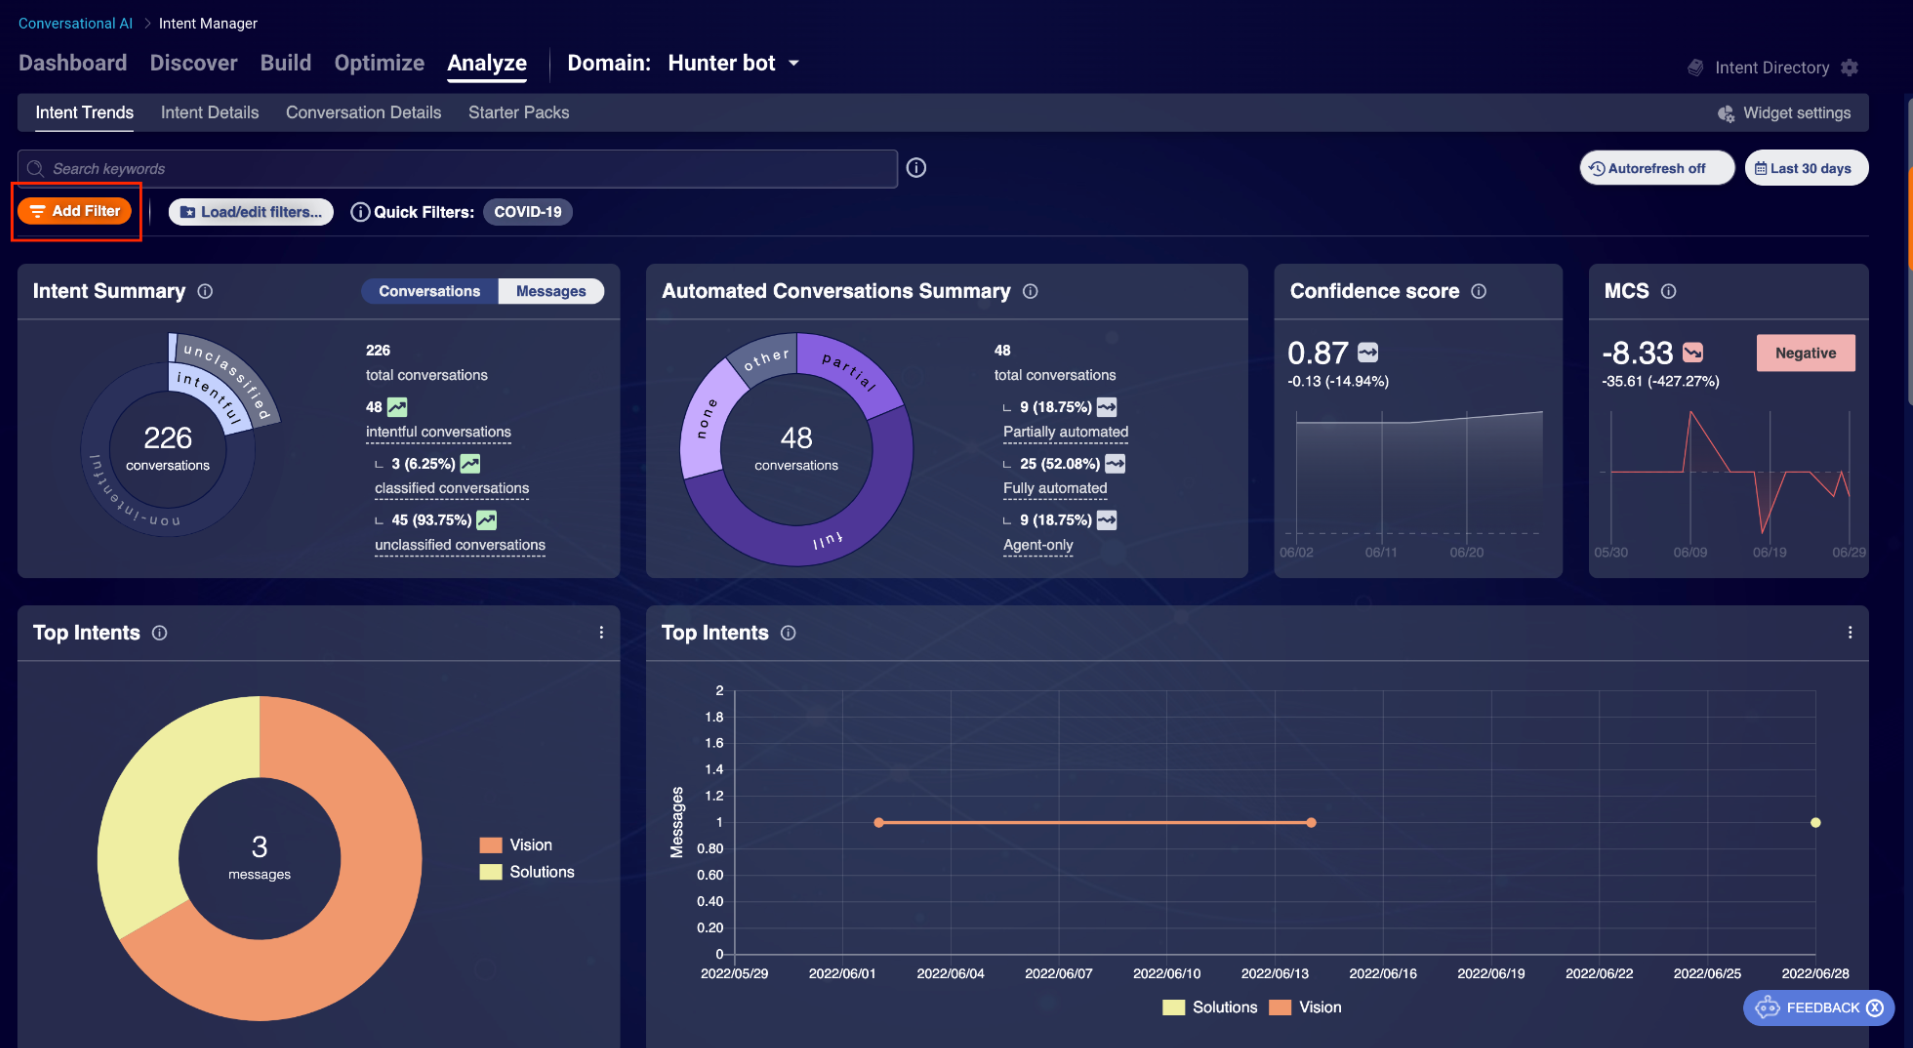 Conversational AI > Intent Manager
Dashboard Discover Build Optimize Analyze Domain: Hunter bot
Intent Directory
Intent Trends Intent Details Conversation Details Starter Packs
Widget settings
Search keywords
Autorefresh off
Last 30 days
Add Filter
Load/edit filters...
Quick Filters: COVID-19
Intent Summary
Conversations Messages
unclassified
intentful
non-intentful
226
conversations
226
total conversations
48
intentful conversations
3 (6.25%)
classified conversations
45 (93.75%)
unclassified conversations
Automated Conversations Summary
other
partial
none
full
48
conversations
48
total conversations
9 (18.75%)
Partially automated
25 (52.08%)
Fully automated
9 (18.75%)
Agent-only
Confidence score
0.87
-0.13 (-14.94%)
06/02 06/11 06/20
MCS
-8.33
Negative
-35.61 (-427.27%)
05/30 06/09 06/19 06/29
Top Intents
3
messages
Vision
Solutions
Top Intents
Messages
2
1.8
1.6
1.4
1.2
1
0.80
0.60
0.40
0.20
0
2022/05/29 2022/06/01 2022/06/04 2022/06/07 2022/06/10 2022/06/13 2022/06/16 2022/06/19 2022/06/22 2022/06/25 2022/06/28
Solutions Vision
FEEDBACK X